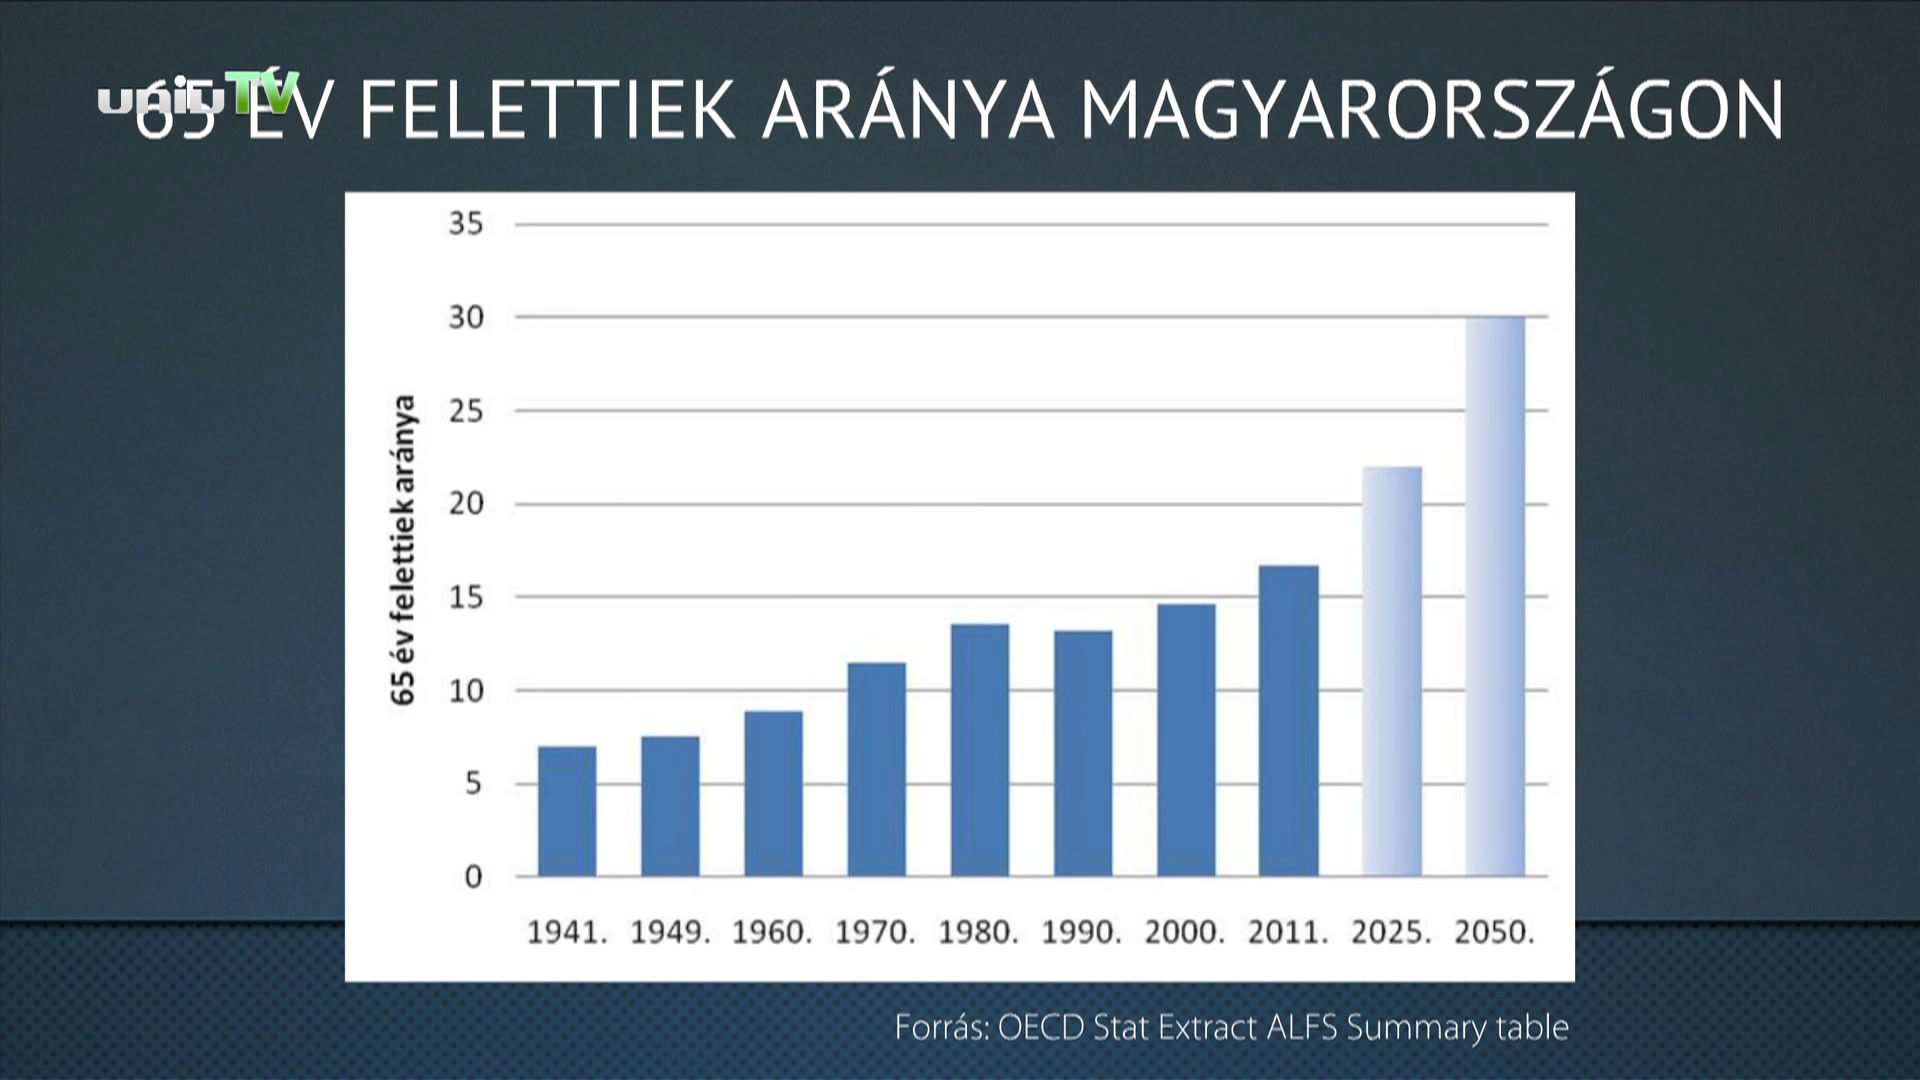 65 ÉV FELETTIEK ARÁNYA MAGYARORSZÁGON
uniuTV
35
30
25
20
15
10
5
0
65 év felettiek aránya
1941. 1949. 1960. 1970. 1980. 1990. 2000. 2011. 2025. 2050.
Forrás: OECD Stat Extract ALFS Summary table